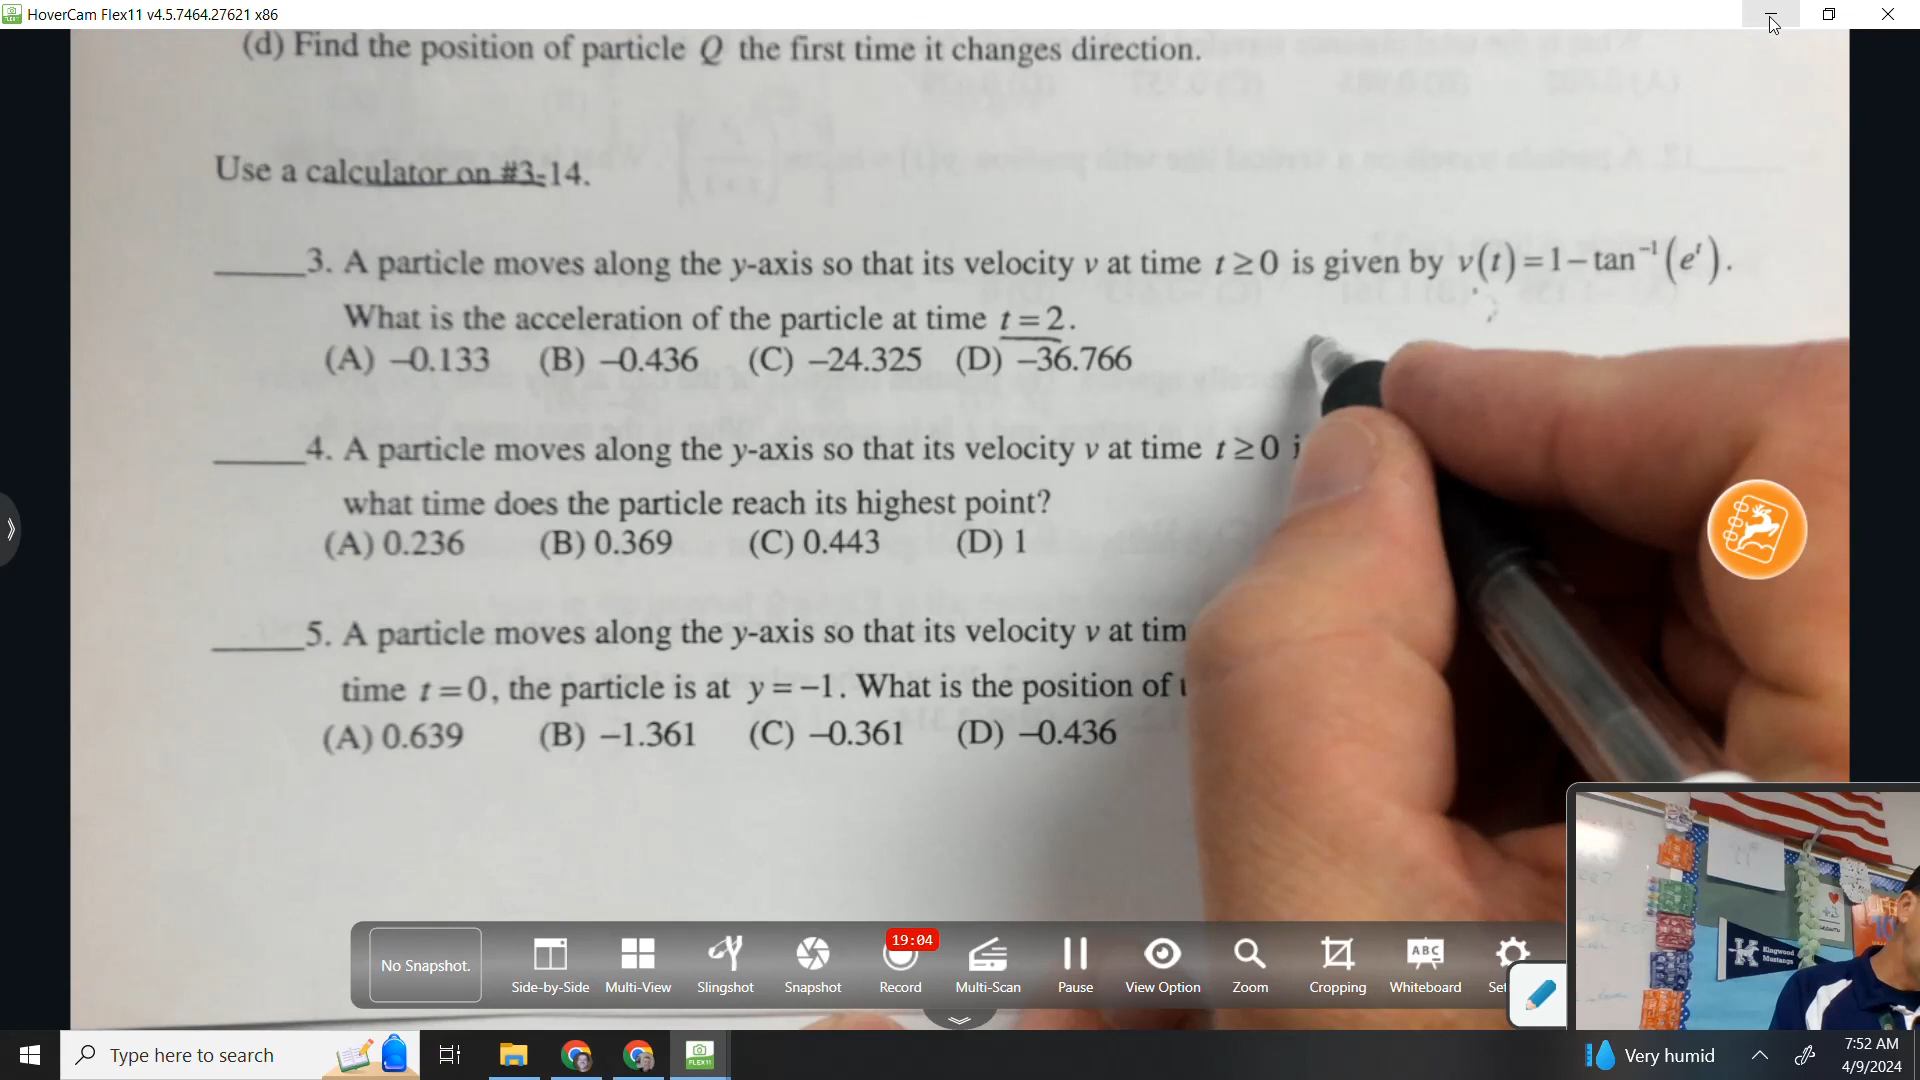 HoverCam Flex11 v4.5.7464.27621 x86
(d) Find the position of particle Q the first time it changes direction.
Use a calculator on #3-14.
_____3. A particle moves along the y-axis so that its velocity v at time t ≥ 0 is given by v(t) = 1 − tan⁻¹(eᵗ).
What is the acceleration of the particle at time t = 2.
(A) −0.133 (B) −0.436 (C) −24.325 (D) −36.766
_____4. A particle moves along the y-axis so that its velocity v at time t ≥ 0 i
what time does the particle reach its highest point?
(A) 0.236 (B) 0.369 (C) 0.443 (D) 1
_____5. A particle moves along the y-axis so that its velocity v at tim
time t = 0, the particle is at y = −1. What is the position of
(A) 0.639 (B) −1.361 (C) −0.361 (D) −0.436
K Kingwood
Mustangs
No Snapshot.
Side-by-Side
Multi-View
Slingshot
Snapshot
19:04
Record
Multi-Scan
Pause
View Option
Zoom
Cropping
ABC
Whiteboard
Set
Type here to search
FLEX11
Very humid
7:52 AM
4/9/2024